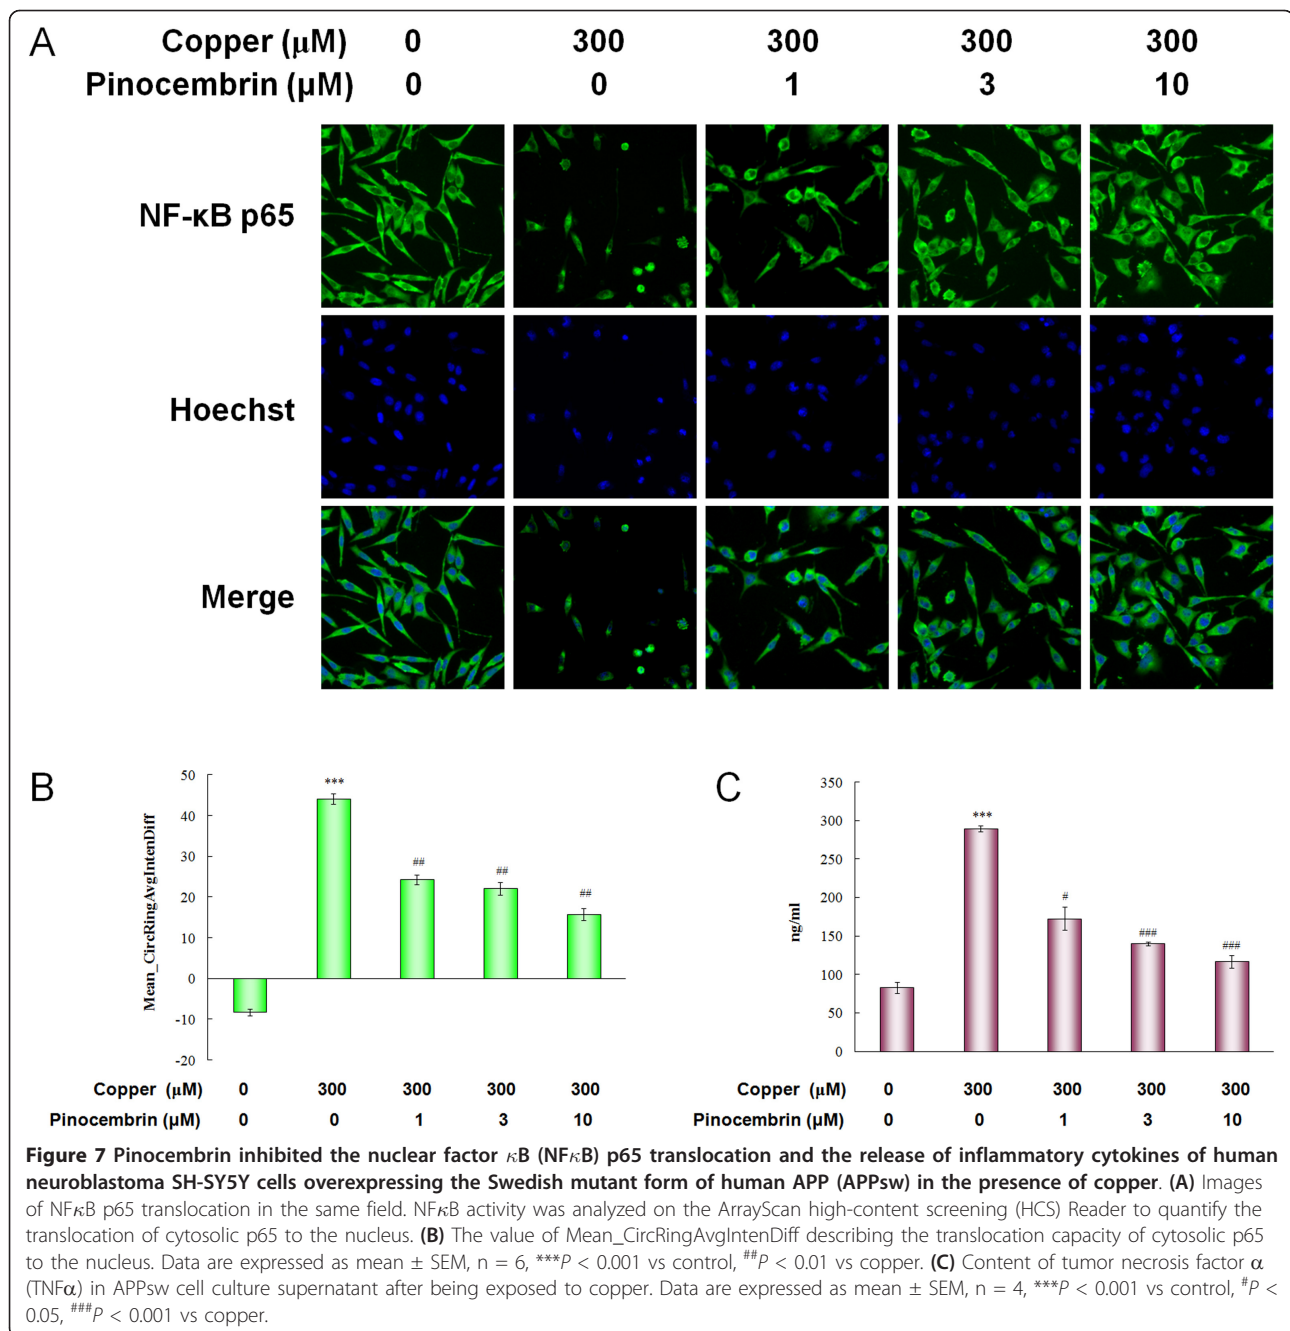 A
Copper (µM) 0 300 300 300 300
Pinocembrin (µM) 0 0 1 3 10
NF-κB p65
Hoechst
Merge
B
Mean_CircRingAvgIntenDiff
50
40
30
20
10
0
-10
-20
***
##
##
##
Copper (µM) 0 300 300 300 300
Pinocembrin (µM) 0 0 1 3 10
C
ng/ml
350
300
250
200
150
100
50
0
***
#
###
###
Copper (µM) 0 300 300 300 300
Pinocembrin (µM) 0 0 1 3 10
Figure 7 Pinocembrin inhibited the nuclear factor κB (NFκB) p65 translocation and the release of inflammatory cytokines of human
neuroblastoma SH-SY5Y cells overexpressing the Swedish mutant form of human APP (APPsw) in the presence of copper. (A) Images
of NFκB p65 translocation in the same field. NFκB activity was analyzed on the ArrayScan high-content screening (HCS) Reader to quantify the
translocation of cytosolic p65 to the nucleus. (B) The value of Mean_CircRingAvgIntenDiff describing the translocation capacity of cytosolic p65
to the nucleus. Data are expressed as mean ± SEM, n = 6, ***P < 0.001 vs control, ##P < 0.01 vs copper. (C) Content of tumor necrosis factor α
(TNFα) in APPsw cell culture supernatant after being exposed to copper. Data are expressed as mean ± SEM, n = 4, ***P < 0.001 vs control, #P <
0.05, ###P < 0.001 vs copper.